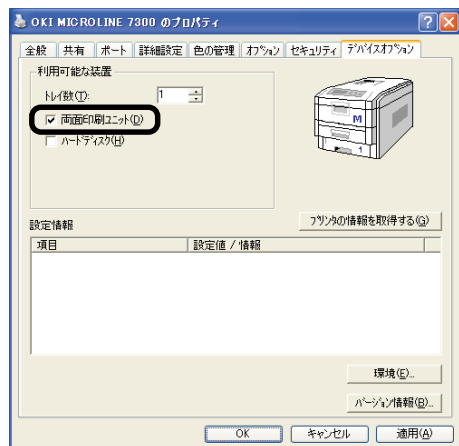 OKI MICROLINE 7300 のプロパティ
全般 共有 ポート 詳細設定 色の管理 オプション セキュリティ デバイスオプション
利用可能な装置
トレイ数(T): 1
両面印刷ユニット(D)
ハードディスク(H)
M
1
プリンタの情報を取得する(G)
設定情報
項目 設定値 / 情報
環境(E)...
バージョン情報(B)...
OK キャンセル 適用(A)